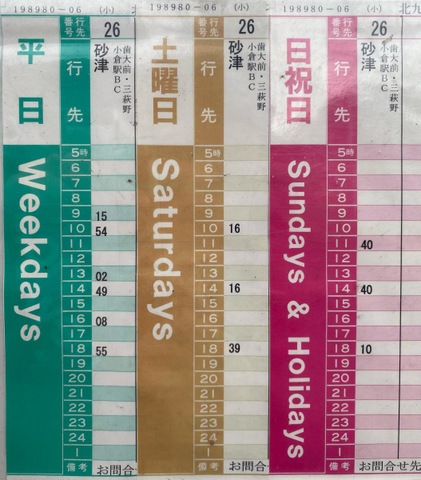 198980-06 (小)
平日
Weekdays
行先番号 26
行先 砂津
歯大前・三萩野
小倉駅BC
5時
6
7
8
9 15
10 54
11
12
13 02
14 49
15
16 08
17
18 55
19
20
21
22
23
24
1
備考 お問合
198980-06 (小)
土曜日
Saturdays
行先番号 26
行先 砂津
歯大前・三萩野
小倉駅BC
5時
6
7
8
9
10 16
11
12
13
14 16
15
16
17
18 39
19
20
21
22
23
24
1
備考 お問合
198980-06 (小) 北九
日祝日
Sundays & Holidays
行先番号 26
行先 砂津
歯大前・三萩野
小倉駅BC
5時
6
7
8
9
10
11 40
12
13
14 40
15
16
17
18 10
19
20
21
22
23
24
1
備考 お問合せ先